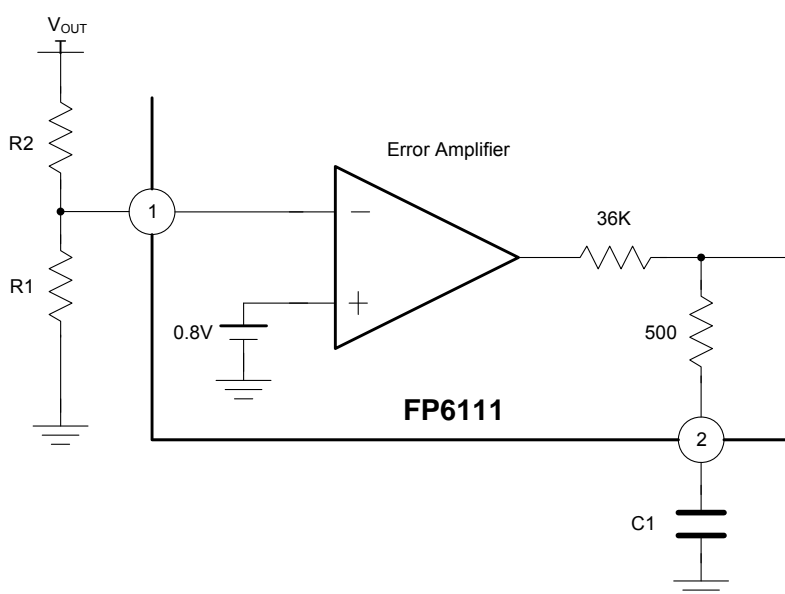 VOUT
R2
Error Amplifier
1
−
36K
R1
+
0.8V
500
FP6111
2
C1